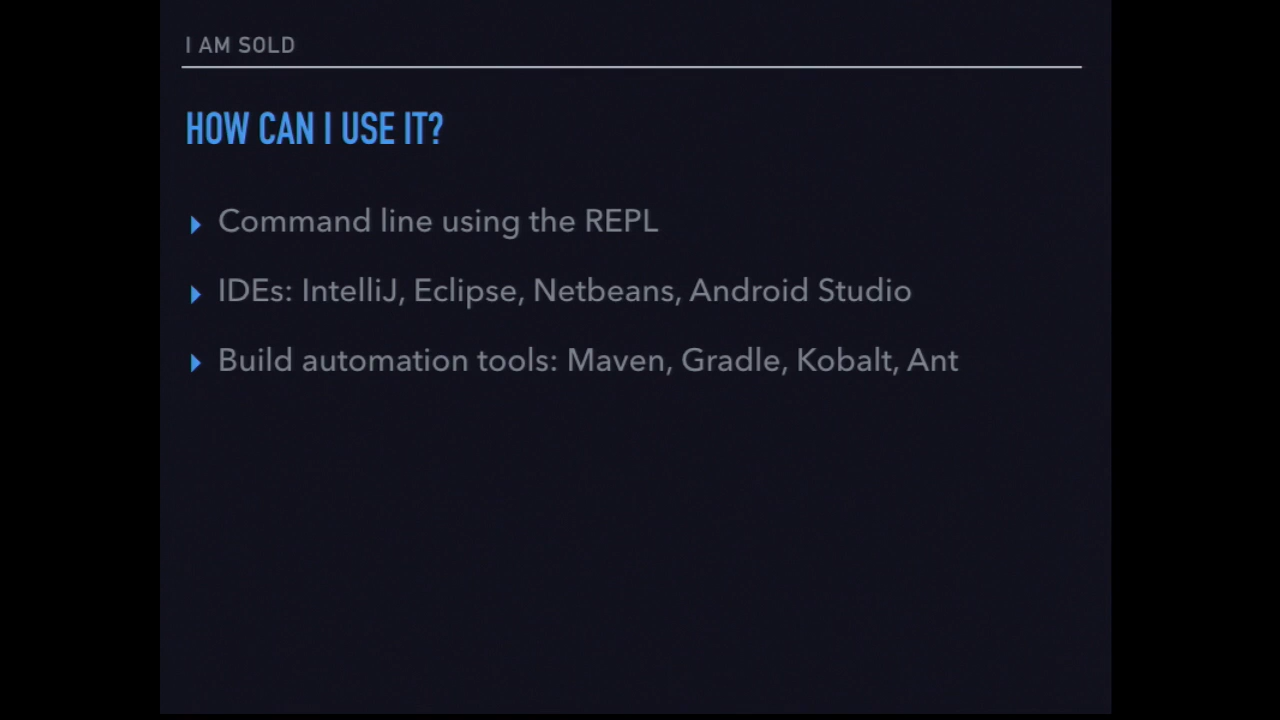 I AM SOLD
HOW CAN I USE IT?
Command line using the REPL
IDEs: IntelliJ, Eclipse, Netbeans, Android Studio
Build automation tools: Maven, Gradle, Kobalt, Ant